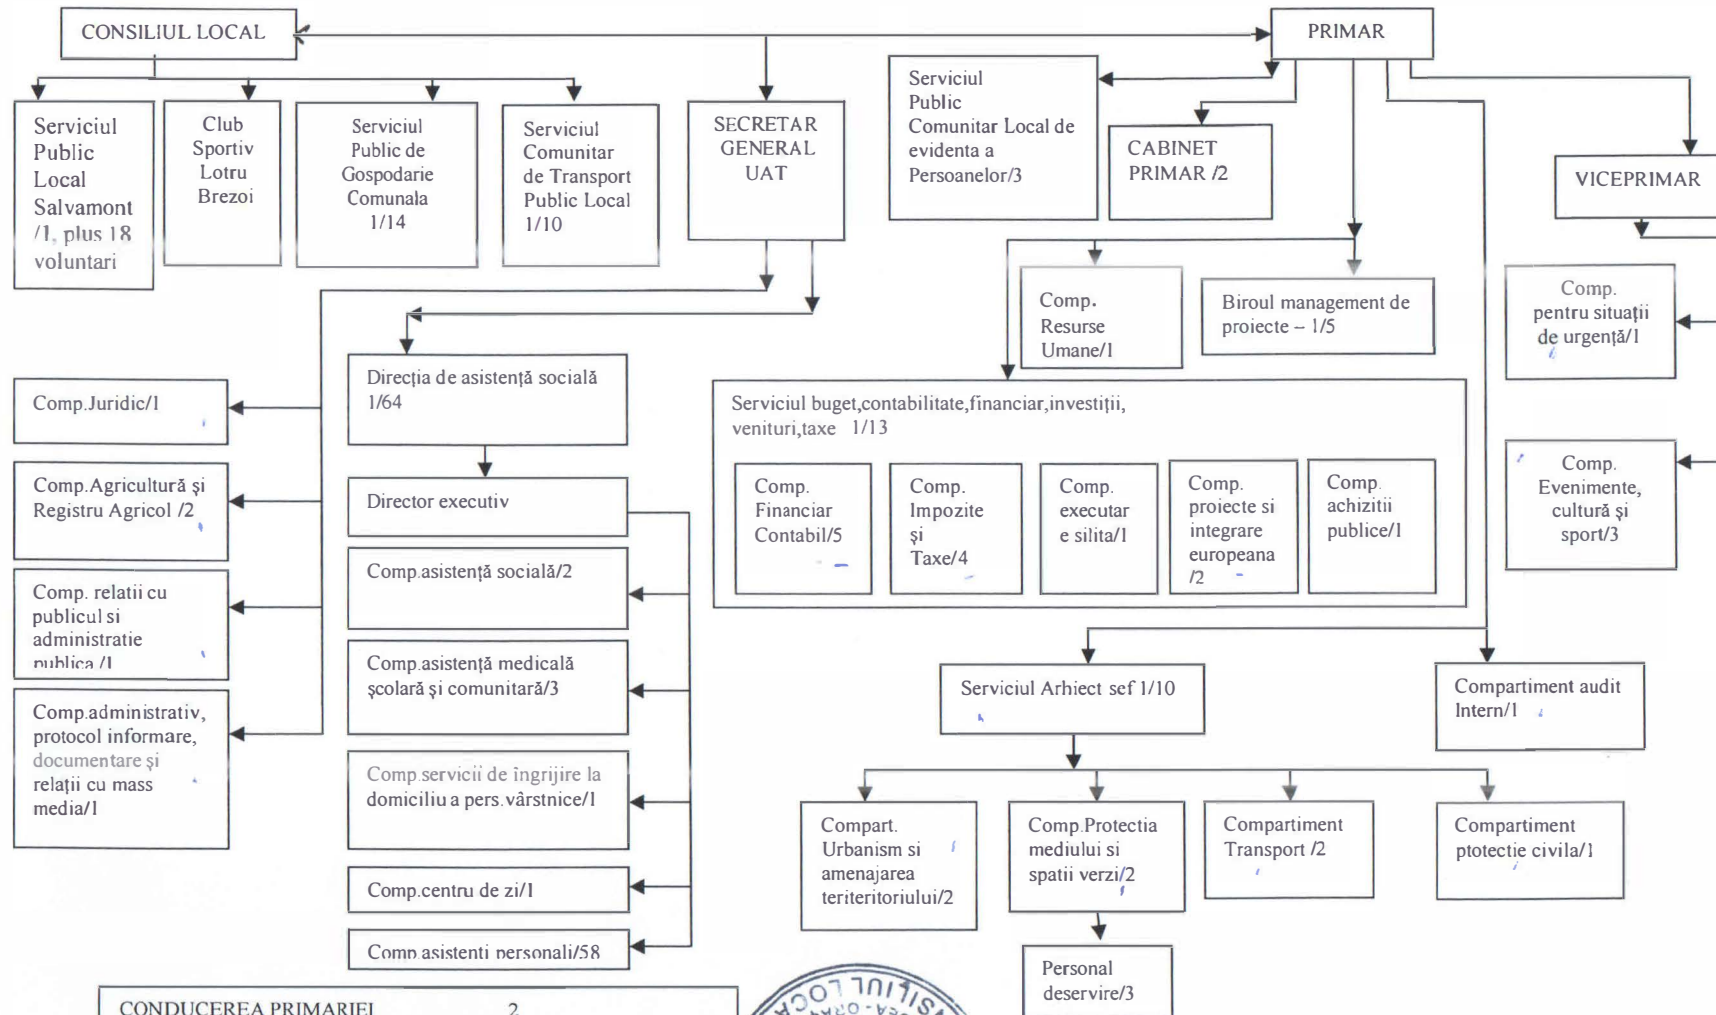 CONSILIUL LOCAL
PRIMAR
Serviciul
Public
Local
Salvamont
/1, plus 18
voluntari
Club
Sportiv
Lotru
Brezoi
Serviciul
Public de
Gospodarie
Comunala
1/14
Serviciul
Comunitar
de Transport
Public Local
1/10
SECRETAR
GENERAL
UAT
Serviciul
Public
Comunitar Local de
evidenta a
Persoanelor/3
CABINET
PRIMAR /2
VICEPRIMAR
Comp.
Resurse
Umane/1
Biroul management de
proiecte – 1/5
Comp.
pentru situații
de urgență/1
Comp.
Evenimente,
cultură și
sport/3
Comp.Juridic/1
Comp.Agricultură și
Registru Agricol /2
Comp. relatii cu
publicul si
administratie
publica /1
Comp.administrativ,
protocol informare,
documentare și
relații cu mass
media/1
Direcția de asistență socială
1/64
Director executiv
Comp.asistență socială/2
Comp.asistență medicală
școlară și comunitară/3
Comp.servicii de îngrijire la
domiciliu a pers.vârstnice/1
Comp.centru de zi/1
Comp.asistenti personali/58
Serviciul buget,contabilitate,financiar,investiții,
venituri,taxe 1/13
Comp.
Financiar
Contabil/5
Comp.
Impozite
și
Taxe/4
Comp.
executar
e silita/1
Comp.
proiecte si
integrare
europeana
/2
Comp.
achizitii
publice/1
Serviciul Arhiect sef 1/10
Compartiment audit
Intern/1
Compart.
Urbanism si
amenajarea
teriteritoriului/2
Comp.Protectia
mediului si
spatii verzi/2
Compartiment
Transport /2
Compartiment
ptotectie civila/1
Personal
deservire/3
CONDUCEREA PRIMARIEI 2